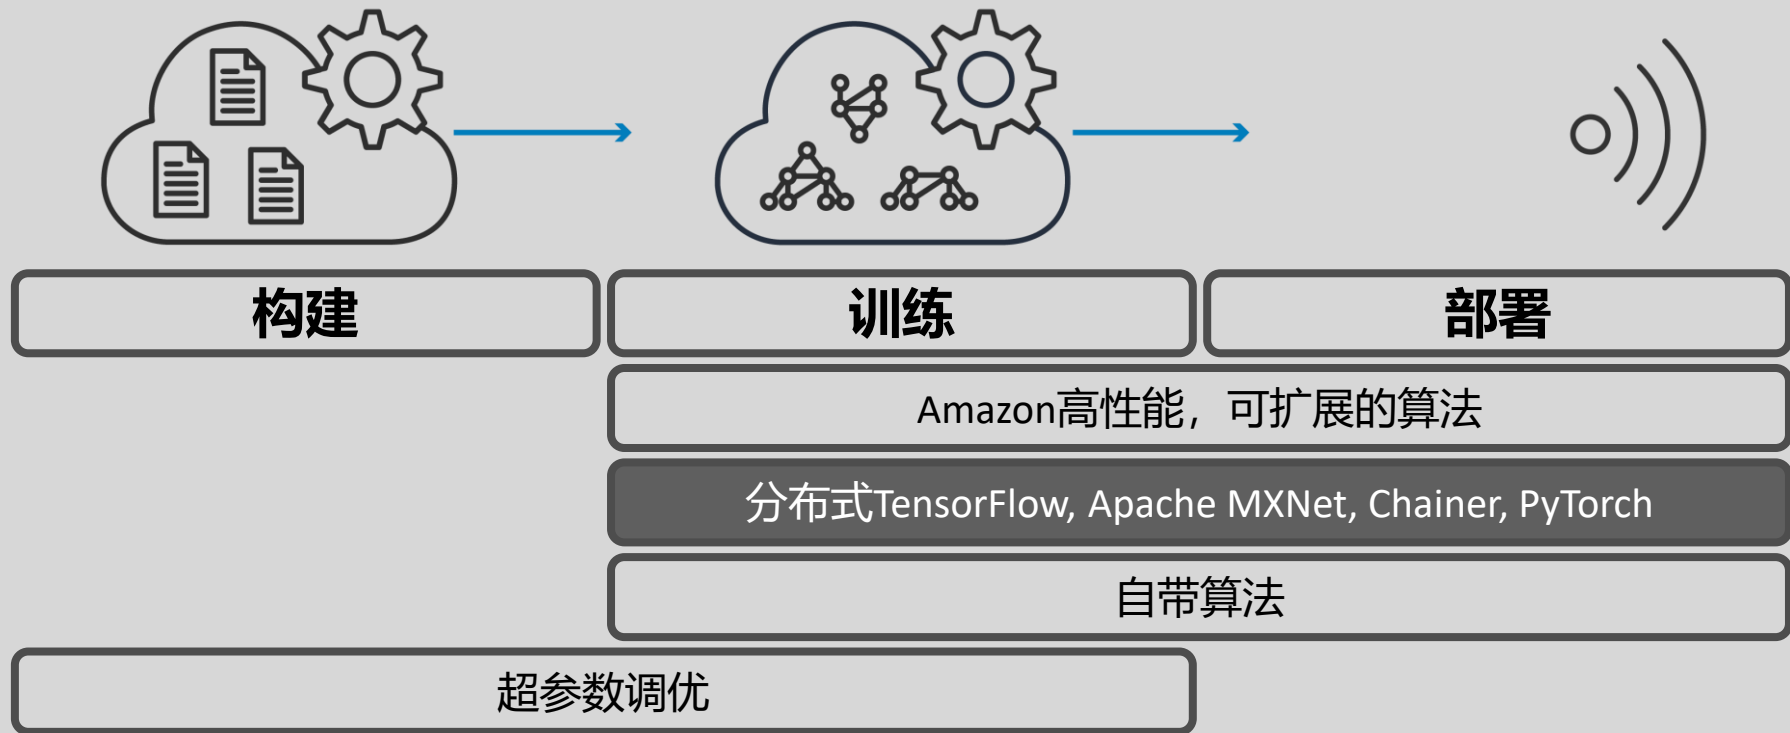 构建
训练
部署
Amazon高性能，可扩展的算法
分布式TensorFlow, Apache MXNet, Chainer, PyTorch
自带算法
超参数调优